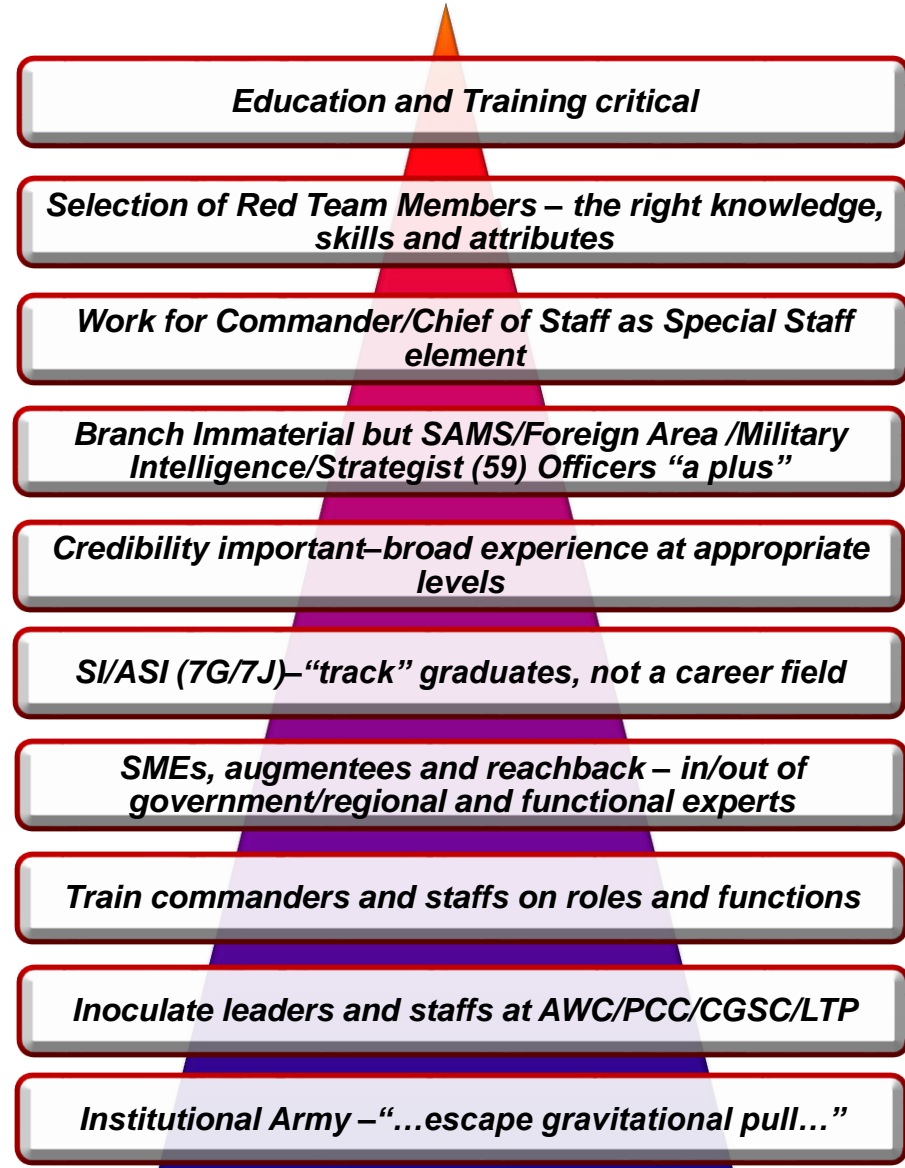 Education and Training critical
Selection of Red Team Members – the right knowledge,
skills and attributes
Work for Commander/Chief of Staff as Special Staff
element
Branch Immaterial but SAMS/Foreign Area /Military
Intelligence/Strategist (59) Officers “a plus”
Credibility important–broad experience at appropriate
levels
SI/ASI (7G/7J)–“track” graduates, not a career field
SMEs, augmentees and reachback – in/out of
government/regional and functional experts
Train commanders and staffs on roles and functions
Inoculate leaders and staffs at AWC/PCC/CGSC/LTP
Institutional Army –“…escape gravitational pull…”